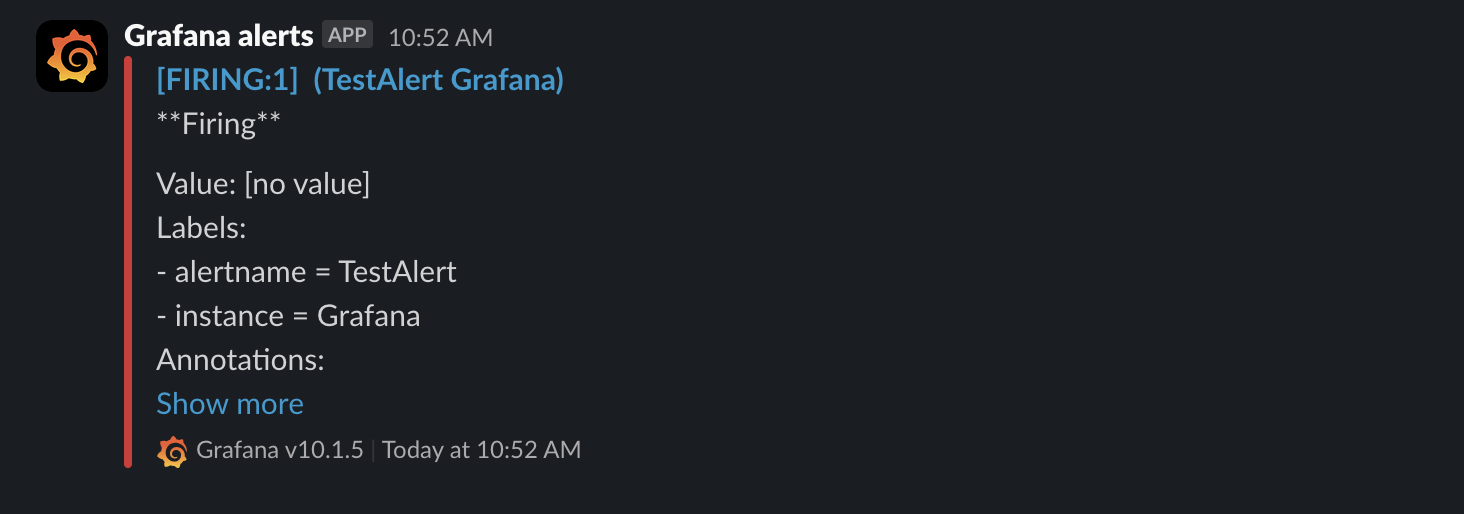 Grafana alerts APP 10:52 AM
[FIRING:1] (TestAlert Grafana)
**Firing**
Value: [no value]
Labels:
- alertname = TestAlert
- instance = Grafana
Annotations:
Show more
Grafana v10.1.5 | Today at 10:52 AM